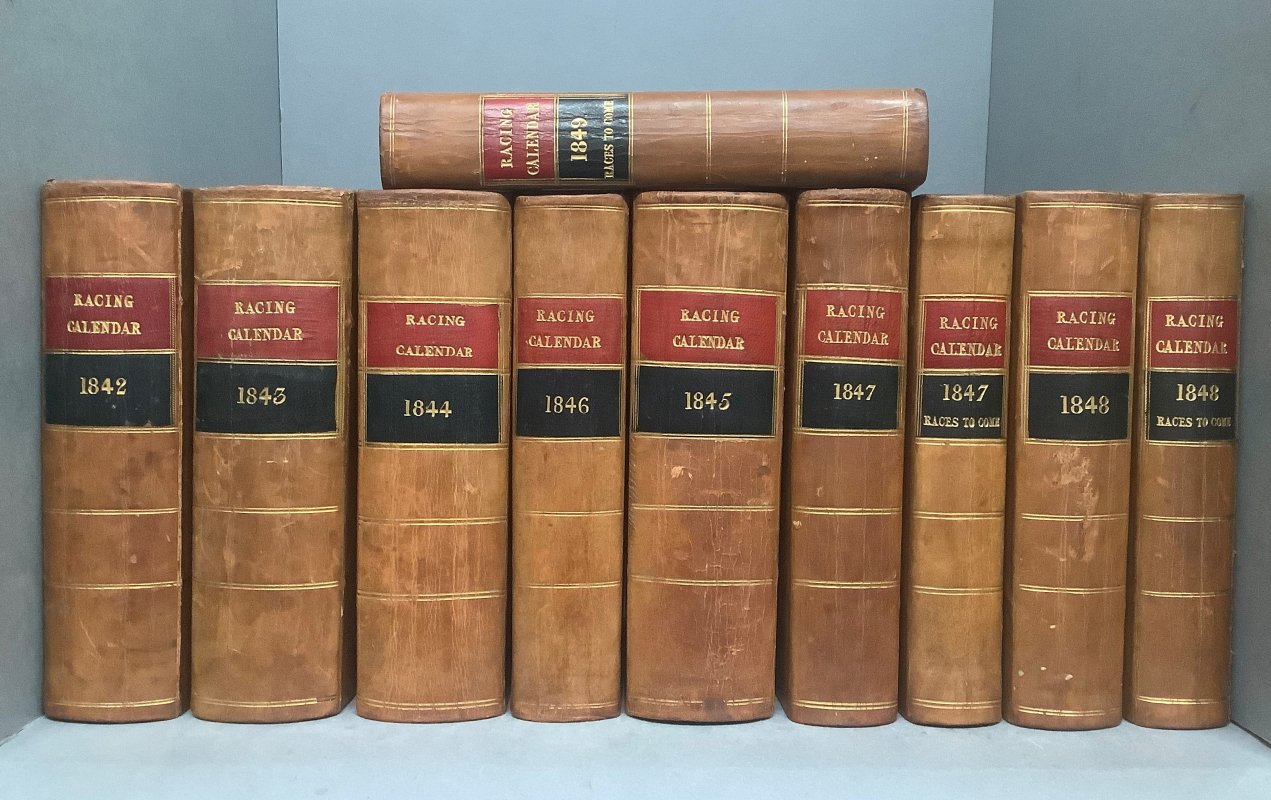 RACING
CALENDAR
1849
RACES TO COME
RACING
CALENDAR
1842
RACING
CALENDAR
1843
RACING
CALENDAR
1844
RACING
CALENDAR
1846
RACING
CALENDAR
1845
RACING
CALENDAR
1847
RACING
CALENDAR
1847
RACES TO COME
RACING
CALENDAR
1848
RACING
CALENDAR
1848
RACES TO COME